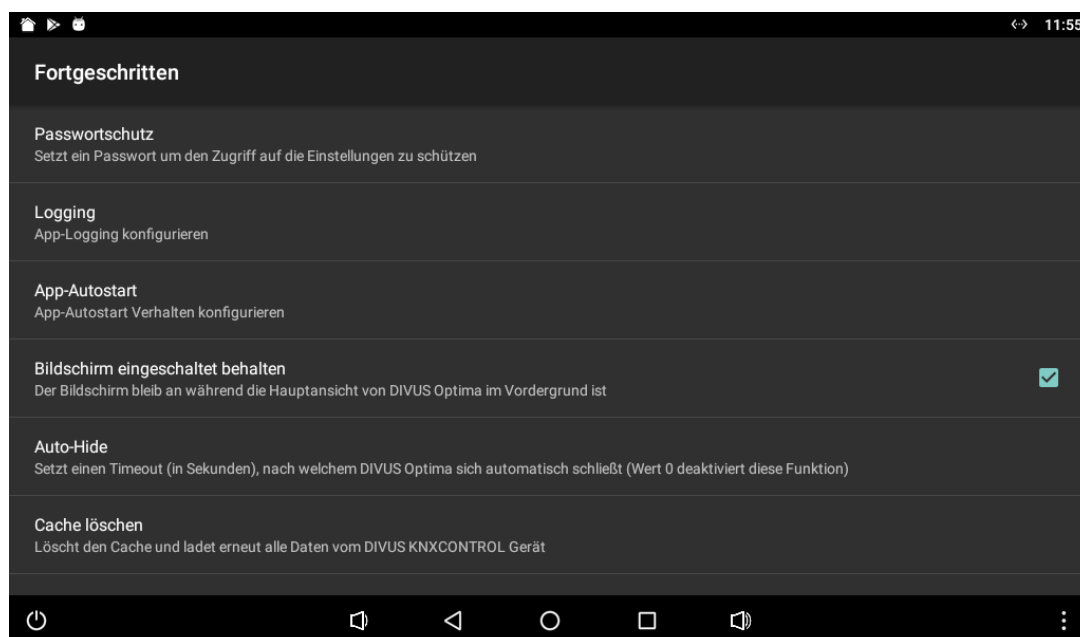 11:55
Fortgeschritten
Passwortschutz
Setzt ein Passwort um den Zugriff auf die Einstellungen zu schützen
Logging
App-Logging konfigurieren
App-Autostart
App-Autostart Verhalten konfigurieren
Bildschirm eingeschaltet behalten
Der Bildschirm bleib an während die Hauptansicht von DIVUS Optima im Vordergrund ist
Auto-Hide
Setzt einen Timeout (in Sekunden), nach welchem DIVUS Optima sich automatisch schließt (Wert 0 deaktiviert diese Funktion)
Cache löschen
Löscht den Cache und ladet erneut alle Daten vom DIVUS KNXCONTROL Gerät